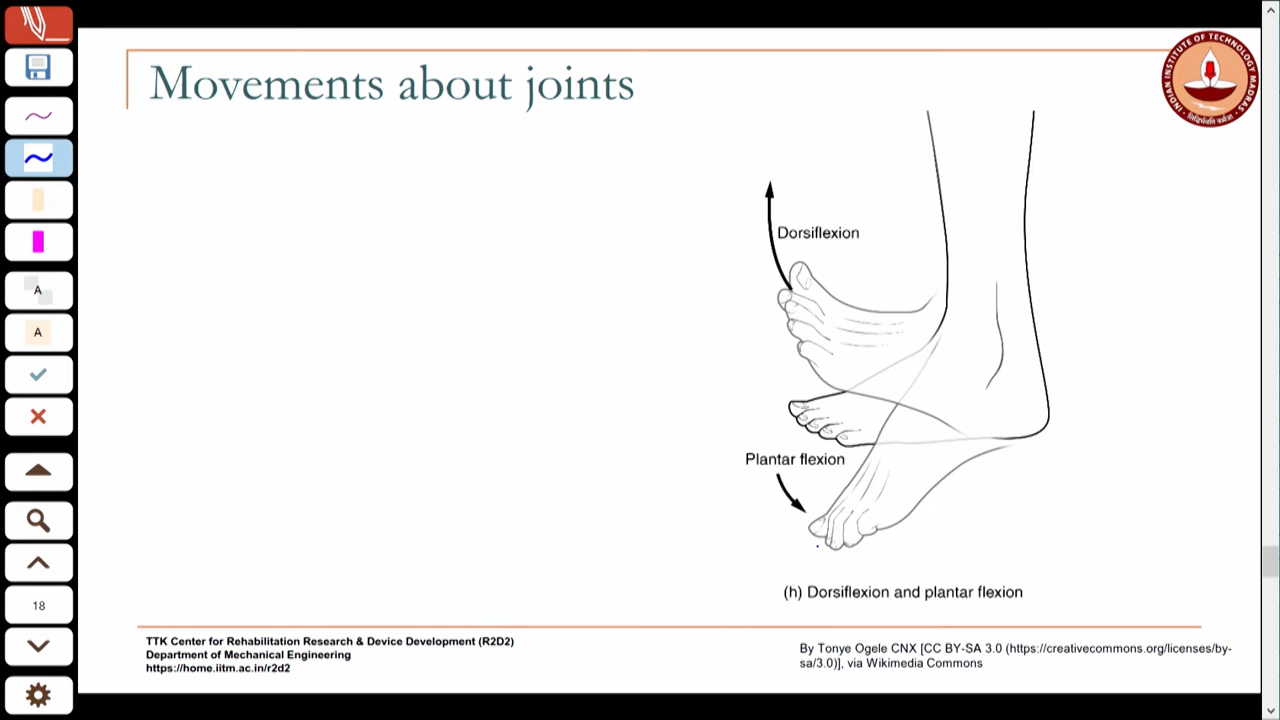 Movements about joints
INDIAN INSTITUTE OF TECHNOLOGY MADRAS
Dorsiflexion
Plantar flexion
(h) Dorsiflexion and plantar flexion
A
A
18
TTK Center for Rehabilitation Research & Device Development (R2D2)
Department of Mechanical Engineering
https://home.iitm.ac.in/r2d2
By Tonye Ogele CNX [CC BY-SA 3.0 (https://creativecommons.org/licenses/by-
sa/3.0)], via Wikimedia Commons